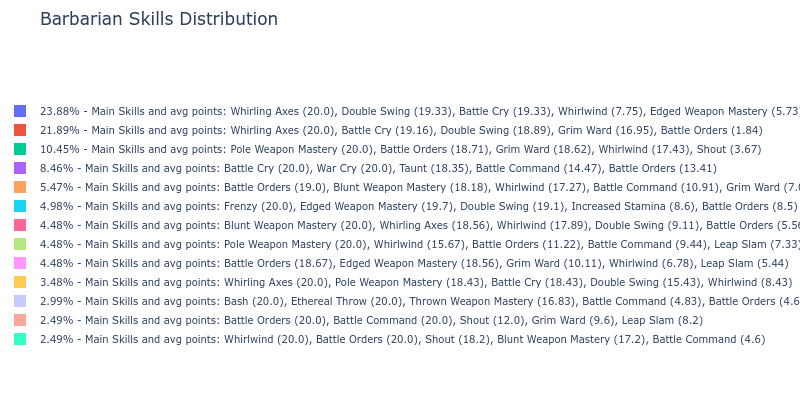 Barbarian Skills Distribution
23.88% - Main Skills and avg points: Whirling Axes (20.0), Double Swing (19.33), Battle Cry (19.33), Whirlwind (7.75), Edged Weapon Mastery (5.73
21.89% - Main Skills and avg points: Whirling Axes (20.0), Battle Cry (19.16), Double Swing (18.89), Grim Ward (16.95), Battle Orders (1.84)
10.45% - Main Skills and avg points: Pole Weapon Mastery (20.0), Battle Orders (18.71), Grim Ward (18.62), Whirlwind (17.43), Shout (3.67)
8.46% - Main Skills and avg points: Battle Cry (20.0), War Cry (20.0), Taunt (18.35), Battle Command (14.47), Battle Orders (13.41)
5.47% - Main Skills and avg points: Battle Orders (19.0), Blunt Weapon Mastery (18.18), Whirlwind (17.27), Battle Command (10.91), Grim Ward (7.0
4.98% - Main Skills and avg points: Frenzy (20.0), Edged Weapon Mastery (19.7), Double Swing (19.1), Increased Stamina (8.6), Battle Orders (8.5)
4.48% - Main Skills and avg points: Blunt Weapon Mastery (20.0), Whirling Axes (18.56), Whirlwind (17.89), Double Swing (9.11), Battle Orders (5.56
4.48% - Main Skills and avg points: Pole Weapon Mastery (20.0), Whirlwind (15.67), Battle Orders (11.22), Battle Command (9.44), Leap Slam (7.33)
4.48% - Main Skills and avg points: Battle Orders (18.67), Edged Weapon Mastery (18.56), Grim Ward (10.11), Whirlwind (6.78), Leap Slam (5.44)
3.48% - Main Skills and avg points: Whirling Axes (20.0), Pole Weapon Mastery (18.43), Battle Cry (18.43), Double Swing (15.43), Whirlwind (8.43)
2.99% - Main Skills and avg points: Bash (20.0), Ethereal Throw (20.0), Thrown Weapon Mastery (16.83), Battle Command (4.83), Battle Orders (4.6
2.49% - Main Skills and avg points: Battle Orders (20.0), Battle Command (20.0), Shout (12.0), Grim Ward (9.6), Leap Slam (8.2)
2.49% - Main Skills and avg points: Whirlwind (20.0), Battle Orders (20.0), Shout (18.2), Blunt Weapon Mastery (17.2), Battle Command (4.6)